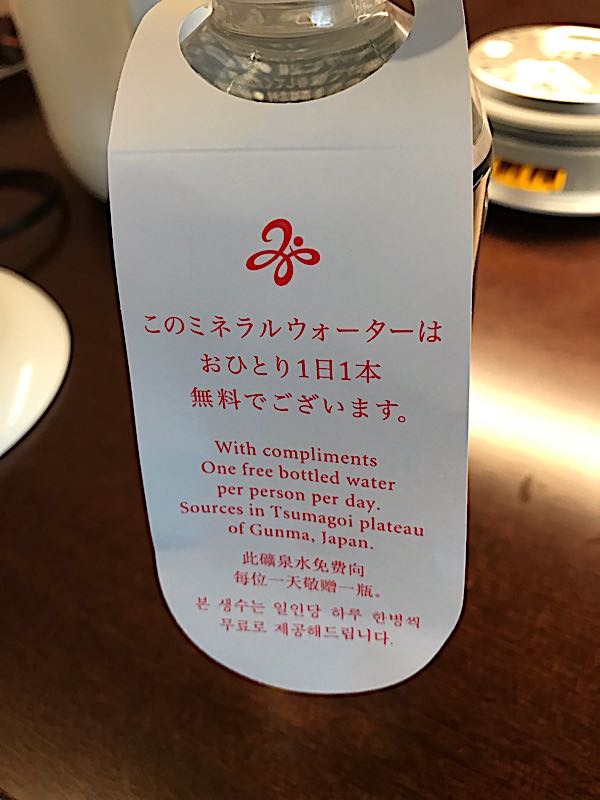 このミネラルウォーターは
おひとり1日1本
無料でございます。
With compliments
One free bottled water
per person per day.
Sources in Tsumagoi plateau
of Gunma, Japan.
此礦泉水免费向
每位一天敬赠一瓶。
본 생수는 일인당 하루 한병씩
무료로 제공해드립니다.